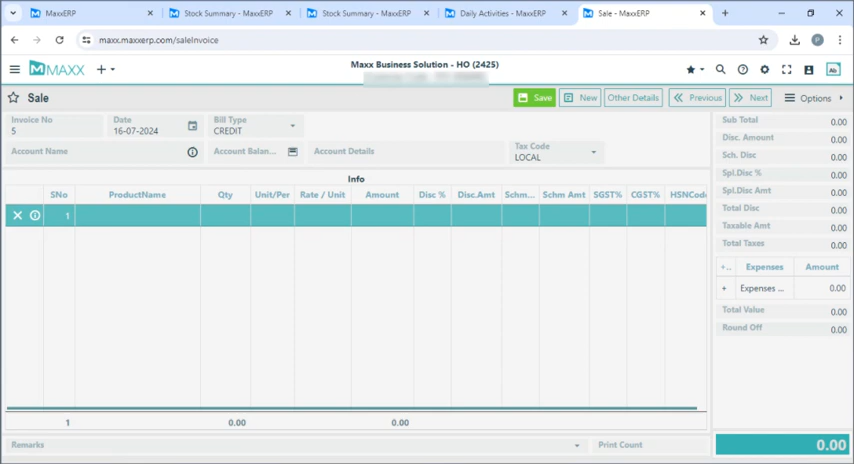 MaxxERP
Stock Summary - MaxxERP
Stock Summary - MaxxERP
Daily Activities - MaxxERP
Sale - MaxxERP
maxx.maxxerp.com/saleInvoice
P
MAXX
Maxx Business Solution - HO (2425)
Ab
Sale
Save
New
Other Details
Previous
Next
Options
Invoice No
5
Date
16-07-2024
Bill Type
CREDIT
Account Name
Account Balan...
Account Details
Tax Code
LOCAL
Info
SNo ProductName Qty Unit/Per Rate / Unit Amount Disc % Disc.Amt Schm... Schm Amt SGST% CGST% HSNCode
1
1 0.00 0.00
Remarks
Print Count
Sub Total 0.00
Disc. Amount 0.00
Sch. Disc 0.00
Spl.Disc % 0.00
Spl.Disc Amt 0.00
Total Disc 0.00
Taxable Amt 0.00
Total Taxes 0.00
+.. Expenses Amount
+ Expenses ... 0.00
Total Value 0.00
Round Off 0.00
0.00